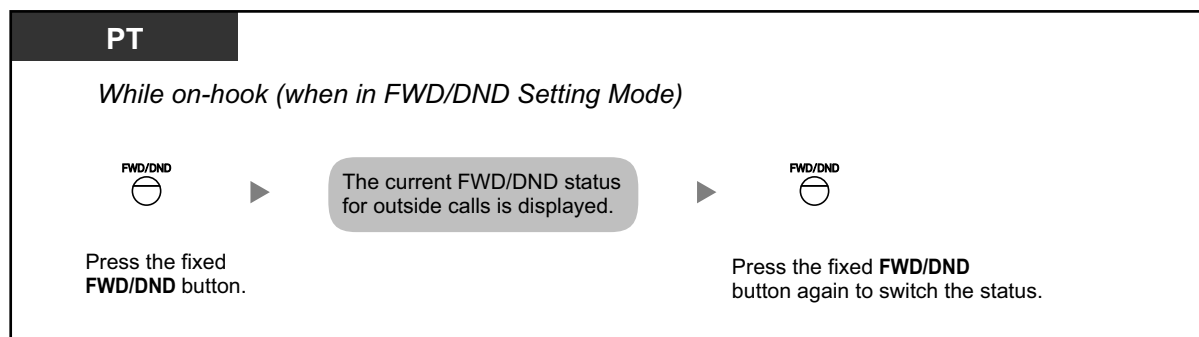 PT
While on-hook (when in FWD/DND Setting Mode)
FWD/DND
The current FWD/DND status
for outside calls is displayed.
FWD/DND
Press the fixed
FWD/DND button.
Press the fixed FWD/DND
button again to switch the status.